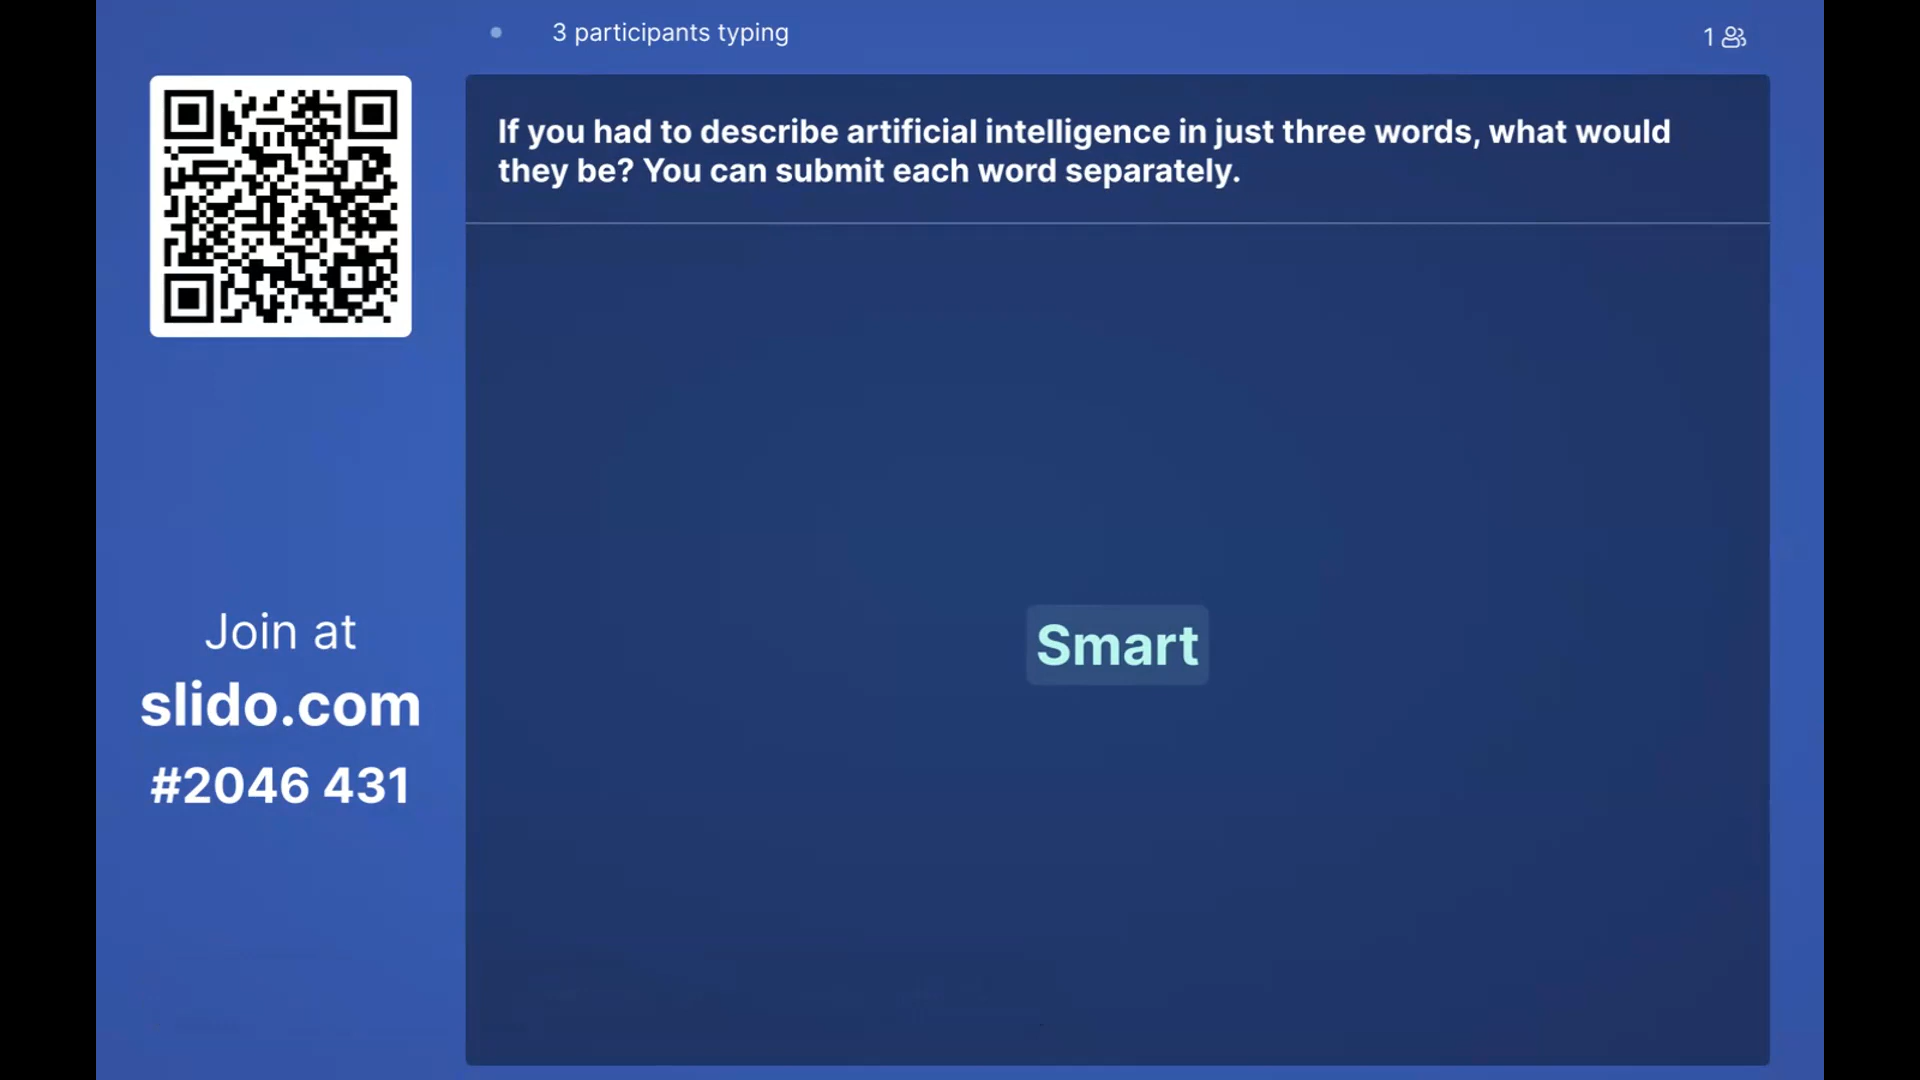 3 participants typing
1
If you had to describe artificial intelligence in just three words, what would
they be? You can submit each word separately.
Smart
Join at
slido.com
#2046 431